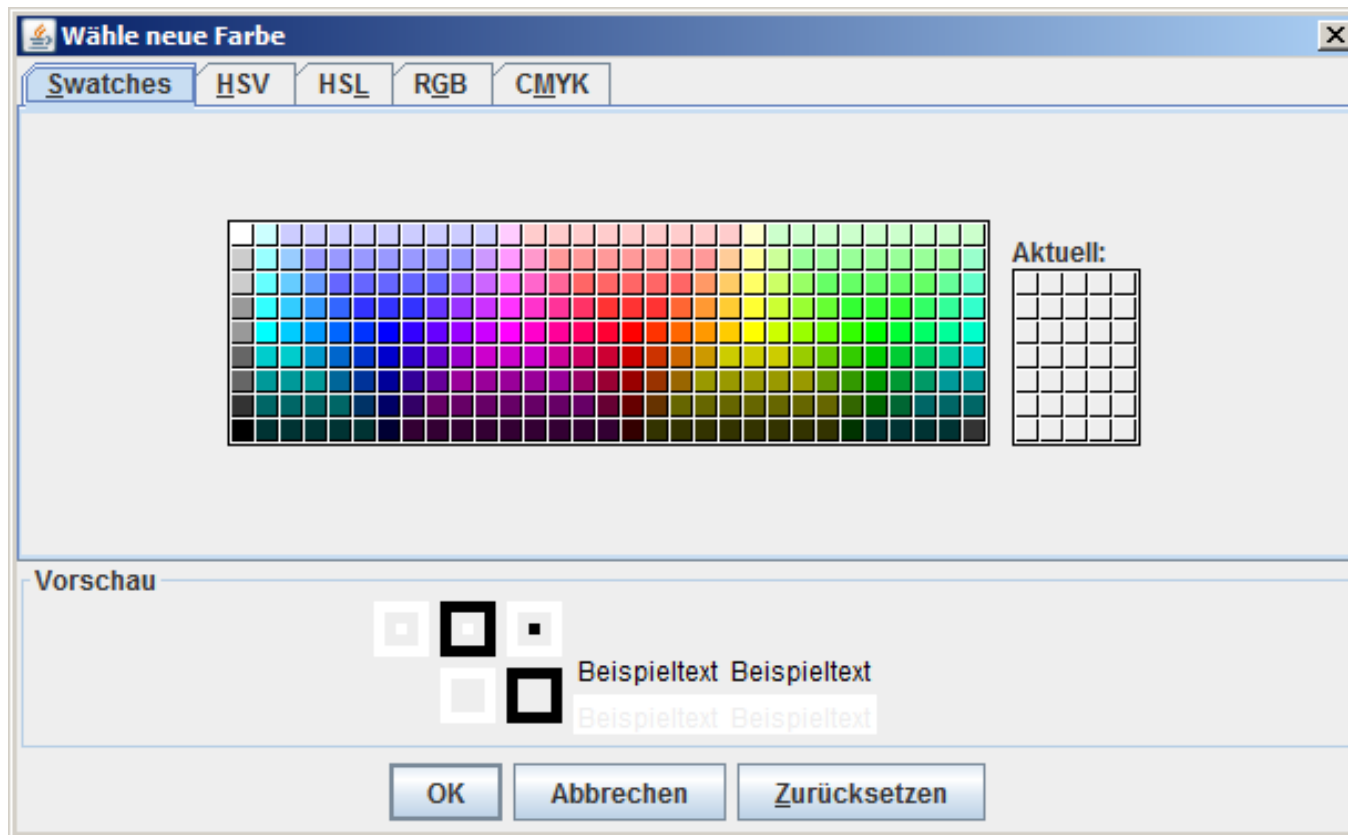 Wähle neue Farbe
Swatches HSV HSL RGB CMYK
Aktuell:
Vorschau
Beispieltext Beispieltext
Beispieltext Beispieltext
OK Abbrechen Zurücksetzen